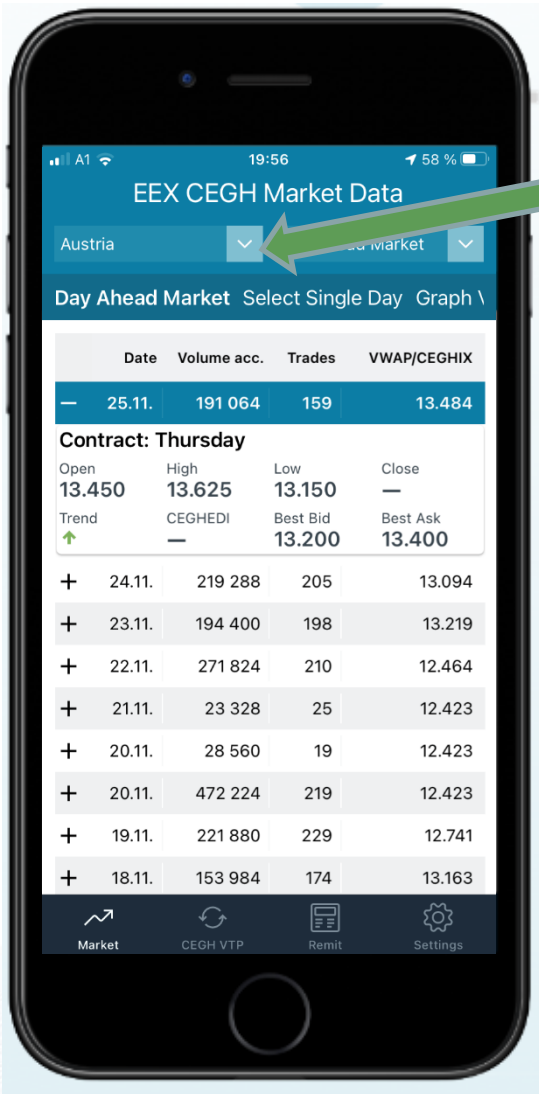 A1 19:56 58 %
EEX CEGH Market Data
Austria Market
Day Ahead Market Select Single Day Graph
Date Volume acc. Trades VWAP/CEGHIX
— 25.11. 191 064 159 13.484
Contract: Thursday
Open High Low Close
13.450 13.625 13.150 —
Trend CEGHEDI Best Bid Best Ask
— 13.200 13.400
+ 24.11. 219 288 205 13.094
+ 23.11. 194 400 198 13.219
+ 22.11. 271 824 210 12.464
+ 21.11. 23 328 25 12.423
+ 20.11. 28 560 19 12.423
+ 20.11. 472 224 219 12.423
+ 19.11. 221 880 229 12.741
+ 18.11. 153 984 174 13.163
Market CEGH VTP Remit Settings